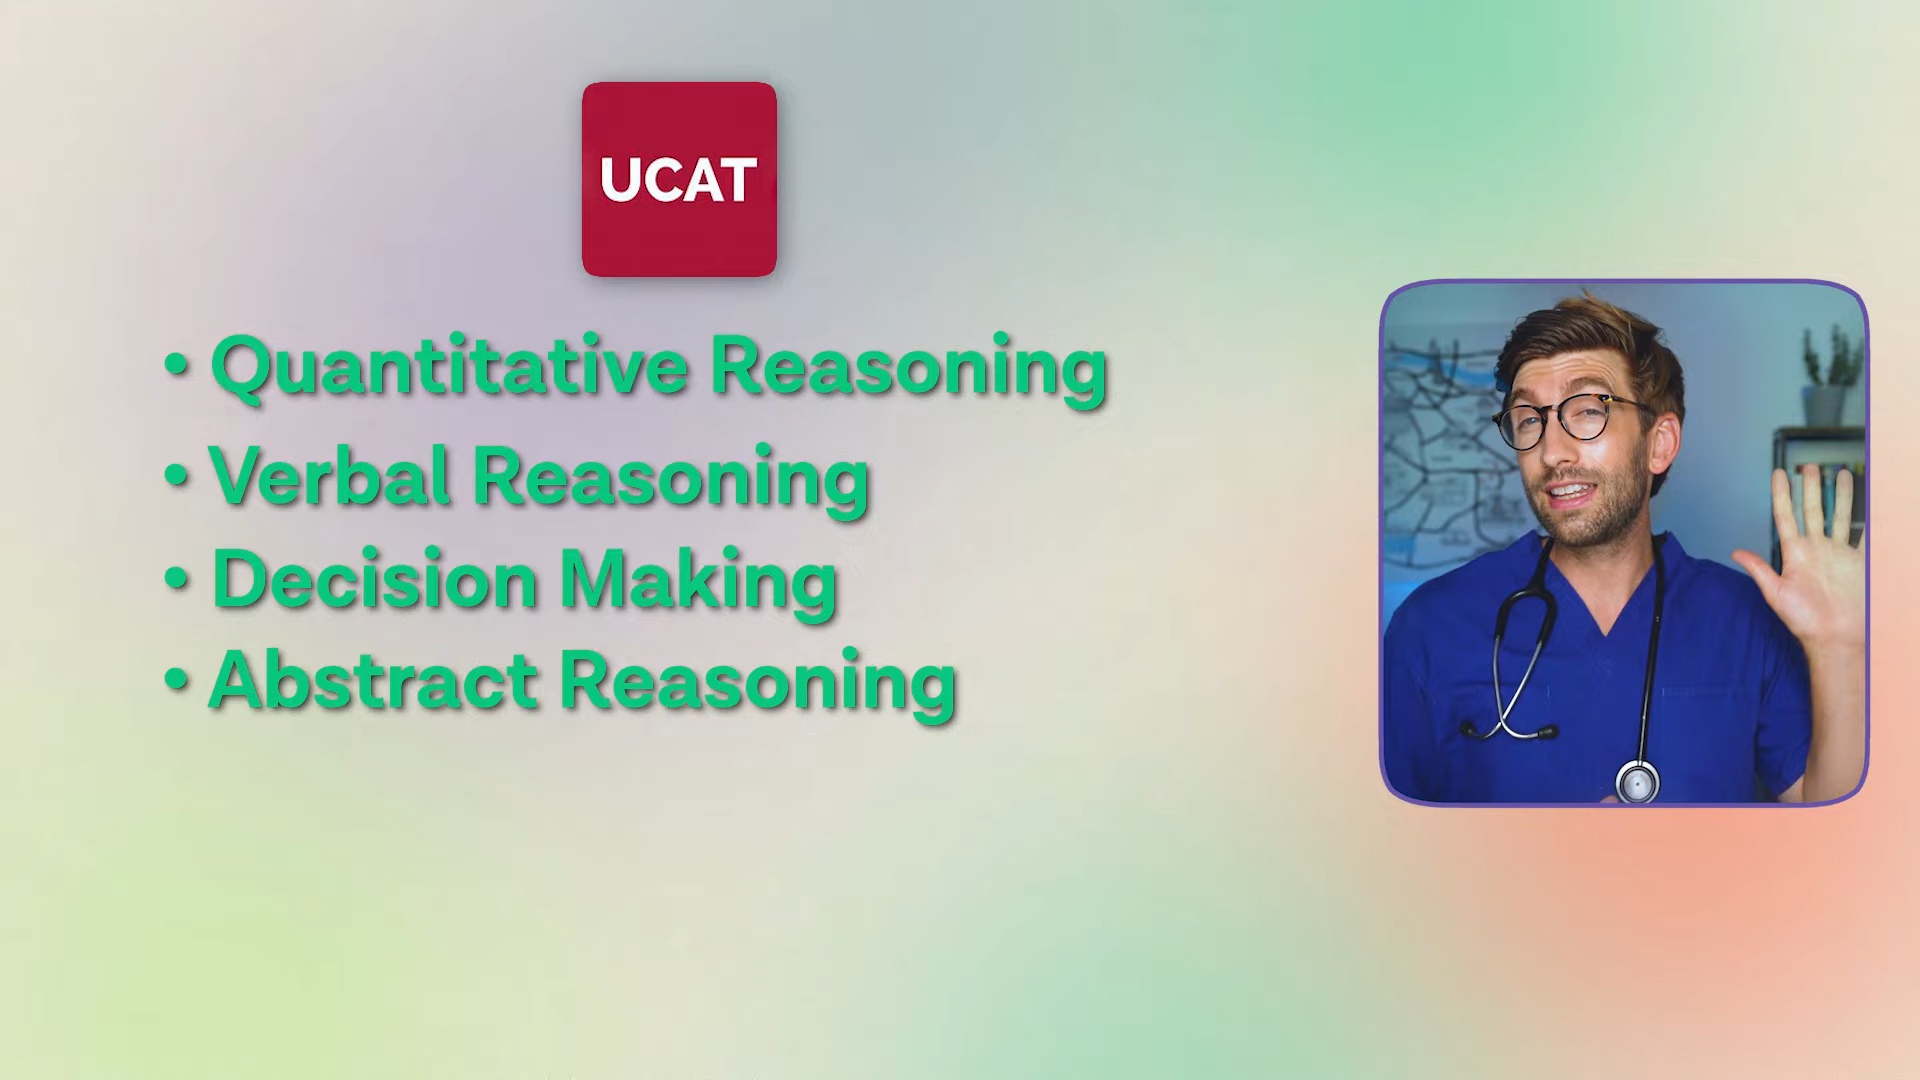 UCAT
• Quantitative Reasoning
• Verbal Reasoning
• Decision Making
• Abstract Reasoning